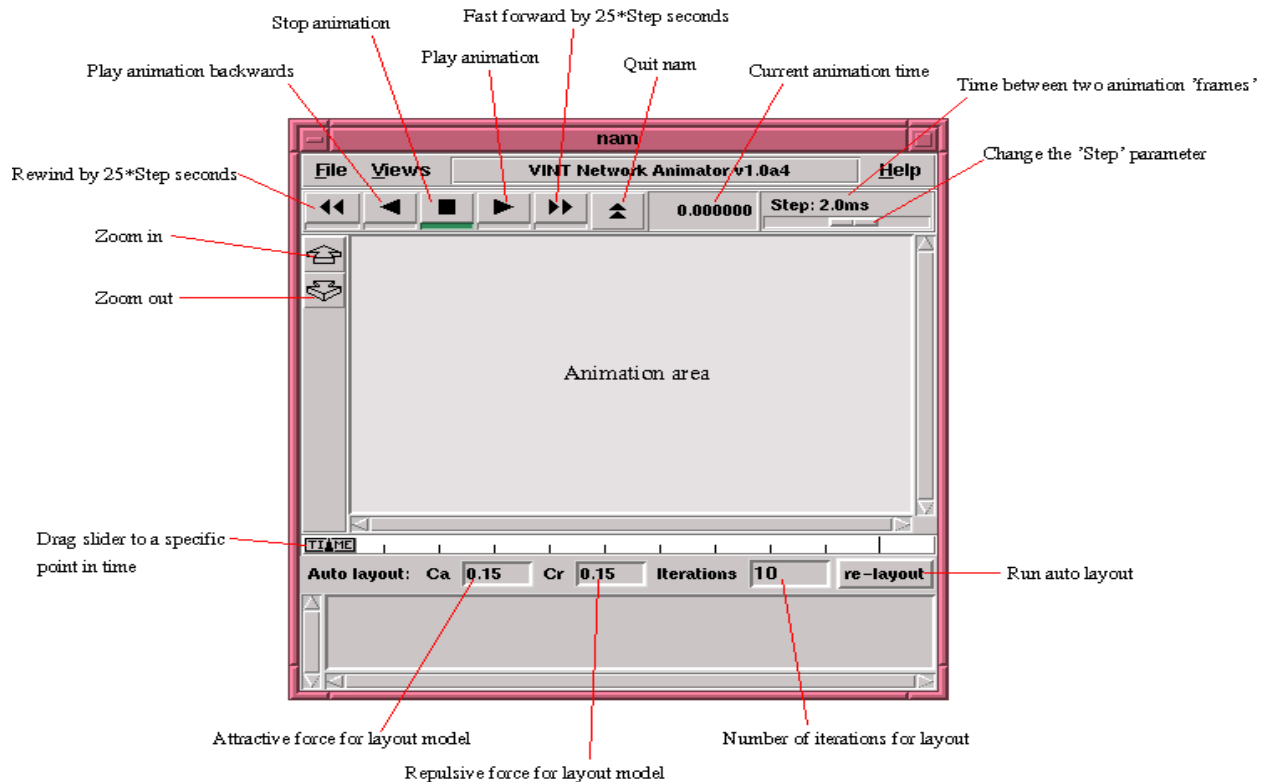 Fast forward by 25*Step seconds
Stop animation
Play animation
Quit nam
Play animation backwards
Current animation time
Time between two animation 'frames'
nam
Change the 'Step' parameter
File Views VINT Network Animator v1.0a4 Help
Rewind by 25*Step seconds
0.000000
Step: 2.0ms
Zoom in
Zoom out
Animation area
Drag slider to a specific
point in time
TIME
Auto layout: Ca 0.15 Cr 0.15 Iterations 10 re-layout
Run auto layout
Attractive force for layout model
Number of iterations for layout
Repulsive force for layout model